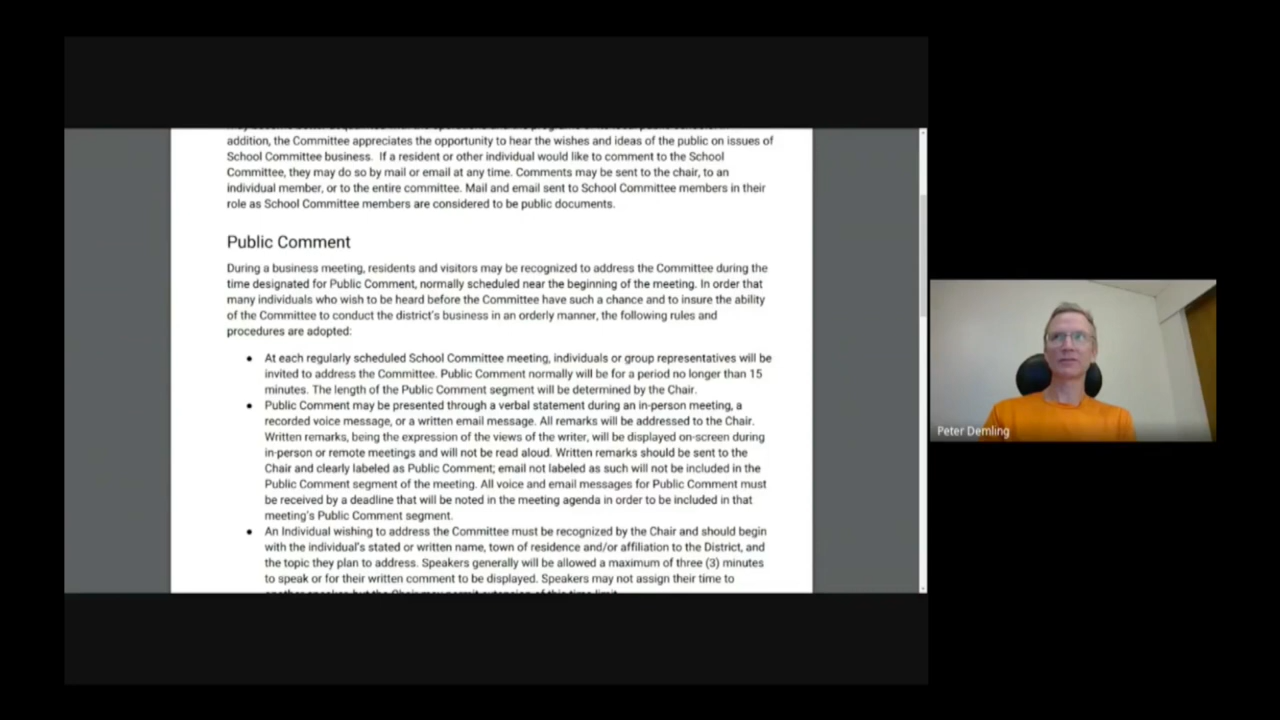 addition, the Committee appreciates the opportunity to hear the wishes and ideas of the public on issues of
School Committee business. If a resident or other individual would like to comment to the School
Committee, they may do so by mail or email at any time. Comments may be sent to the chair, to an
individual member, or to the entire committee. Mail and email sent to School Committee members in their
role as School Committee members are considered to be public documents.
Public Comment
During a business meeting, residents and visitors may be recognized to address the Committee during the
time designated for Public Comment, normally scheduled near the beginning of the meeting. In order that
many individuals who wish to be heard before the Committee have such a chance and to insure the ability
of the Committee to conduct the district's business in an orderly manner, the following rules and
procedures are adopted:
● At each regularly scheduled School Committee meeting, individuals or group representatives will be
invited to address the Committee. Public Comment normally will be for a period no longer than 15
minutes. The length of the Public Comment segment will be determined by the Chair.
● Public Comment may be presented through a verbal statement during an in-person meeting, a
recorded voice message, or a written email message. All remarks will be addressed to the Chair.
Written remarks, being the expression of the views of the writer, will be displayed on-screen during
in-person or remote meetings and will not be read aloud. Written remarks should be sent to the
Chair and clearly labeled as Public Comment; email not labeled as such will not be included in the
Public Comment segment of the meeting. All voice and email messages for Public Comment must
be received by a deadline that will be noted in the meeting agenda in order to be included in that
meeting's Public Comment segment.
● An Individual wishing to address the Committee must be recognized by the Chair and should begin
with the individual's stated or written name, town of residence and/or affiliation to the District, and
the topic they plan to address. Speakers generally will be allowed a maximum of three (3) minutes
to speak or for their written comment to be displayed. Speakers may not assign their time to
Peter Demling